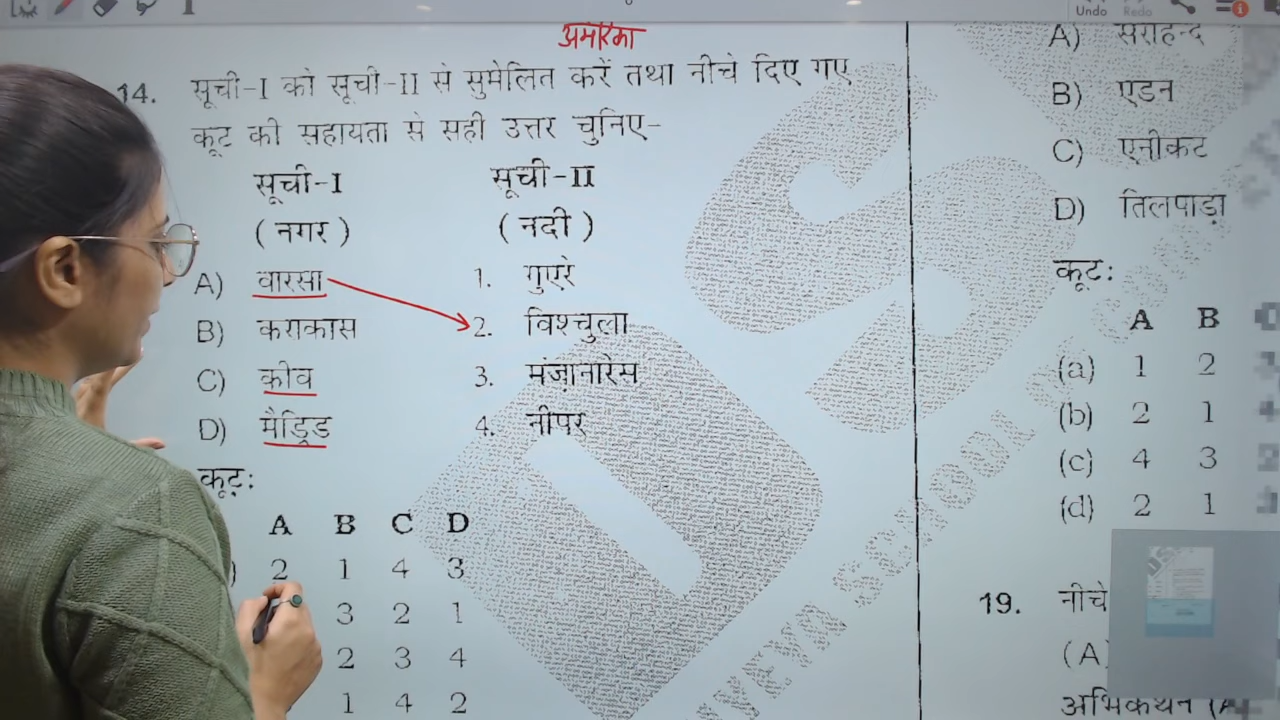 Undo Redo
अमेरिका
14. सूची-I को सूची-II से सुमेलित करें तथा नीचे दिए गए
कूट की सहायता से सही उत्तर चुनिए-
सूची-I सूची-II
( नगर ) ( नदी )
A) वारसा 1. गुएरे
B) कराकास 2. विश्चुला
C) कीव 3. मंज़ानारेस
D) मैड्रिड 4. नीपर
कूट:
A B C D
2 1 4 3
3 2 1
2 3 4
1 4 2
A) सरहिन्द
B) एडन
C) एनीकट
D) तिलपाड़ा
कूट:
A B
(a) 1 2
(b) 2 1
(c) 4 3
(d) 2 1
19. नीचे
(A)
अभिकथन (A